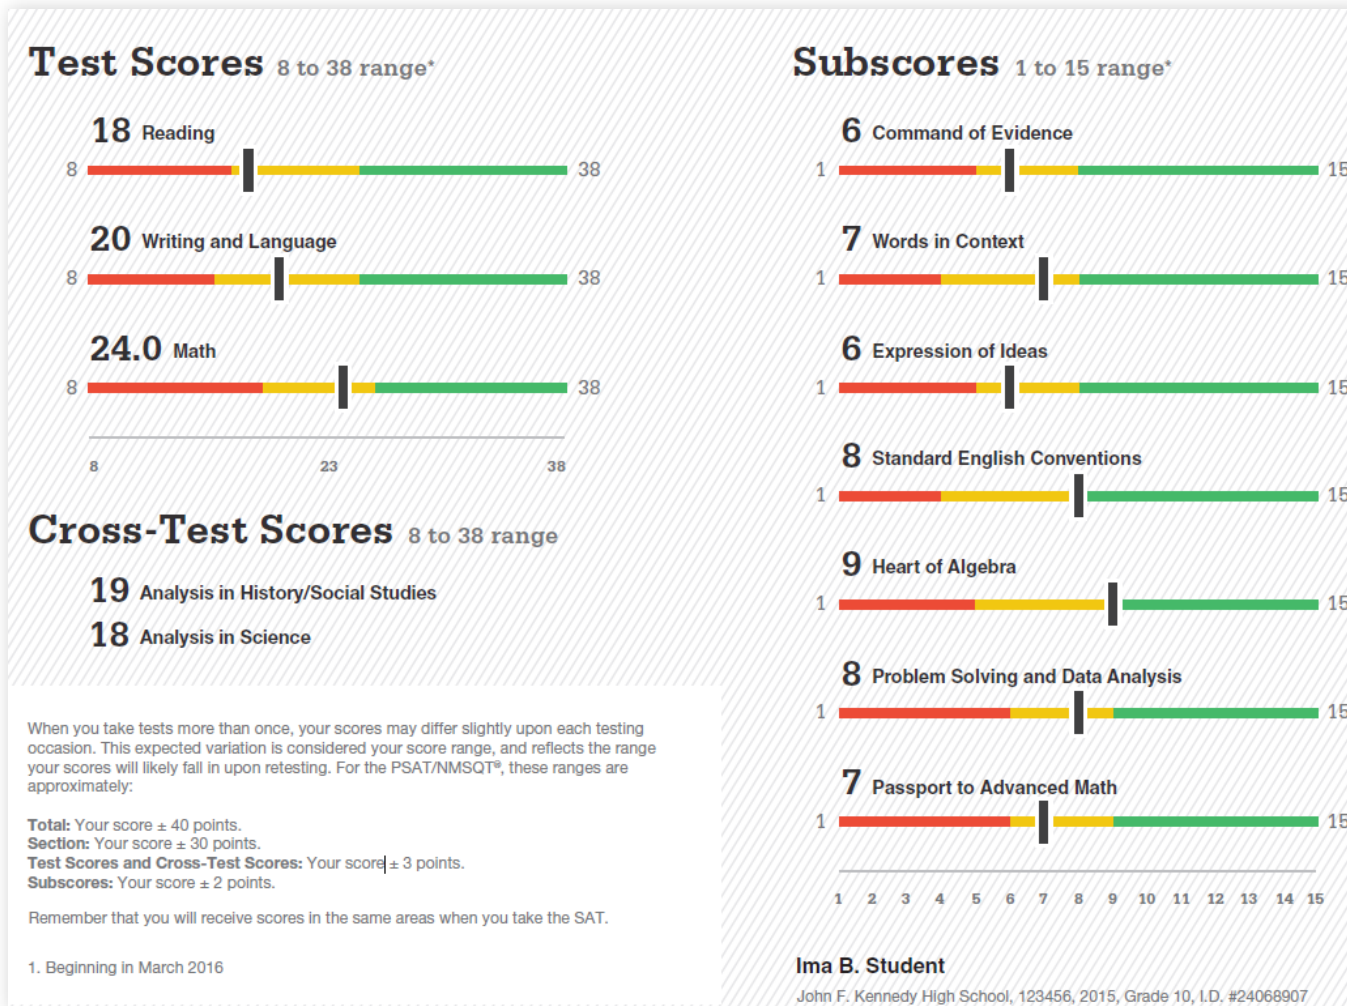 Test Scores 8 to 38 range*
18 Reading
8 38
20 Writing and Language
8 38
24.0 Math
8 38
8 23 38
Cross-Test Scores 8 to 38 range
19 Analysis in History/Social Studies
18 Analysis in Science
When you take tests more than once, your scores may differ slightly upon each testing
occasion. This expected variation is considered your score range, and reflects the range
your scores will likely fall in upon retesting. For the PSAT/NMSQT®, these ranges are
approximately:
Total: Your score ± 40 points.
Section: Your score ± 30 points.
Test Scores and Cross-Test Scores: Your score ± 3 points.
Subscores: Your score ± 2 points.
Remember that you will receive scores in the same areas when you take the SAT.
1. Beginning in March 2016
Subscores 1 to 15 range*
6 Command of Evidence
1 15
7 Words in Context
1 15
6 Expression of Ideas
1 15
8 Standard English Conventions
1 15
9 Heart of Algebra
1 15
8 Problem Solving and Data Analysis
1 15
7 Passport to Advanced Math
1 15
1 2 3 4 5 6 7 8 9 10 11 12 13 14 15
Ima B. Student
John F. Kennedy High School, 123456, 2015, Grade 10, I.D. #24068907